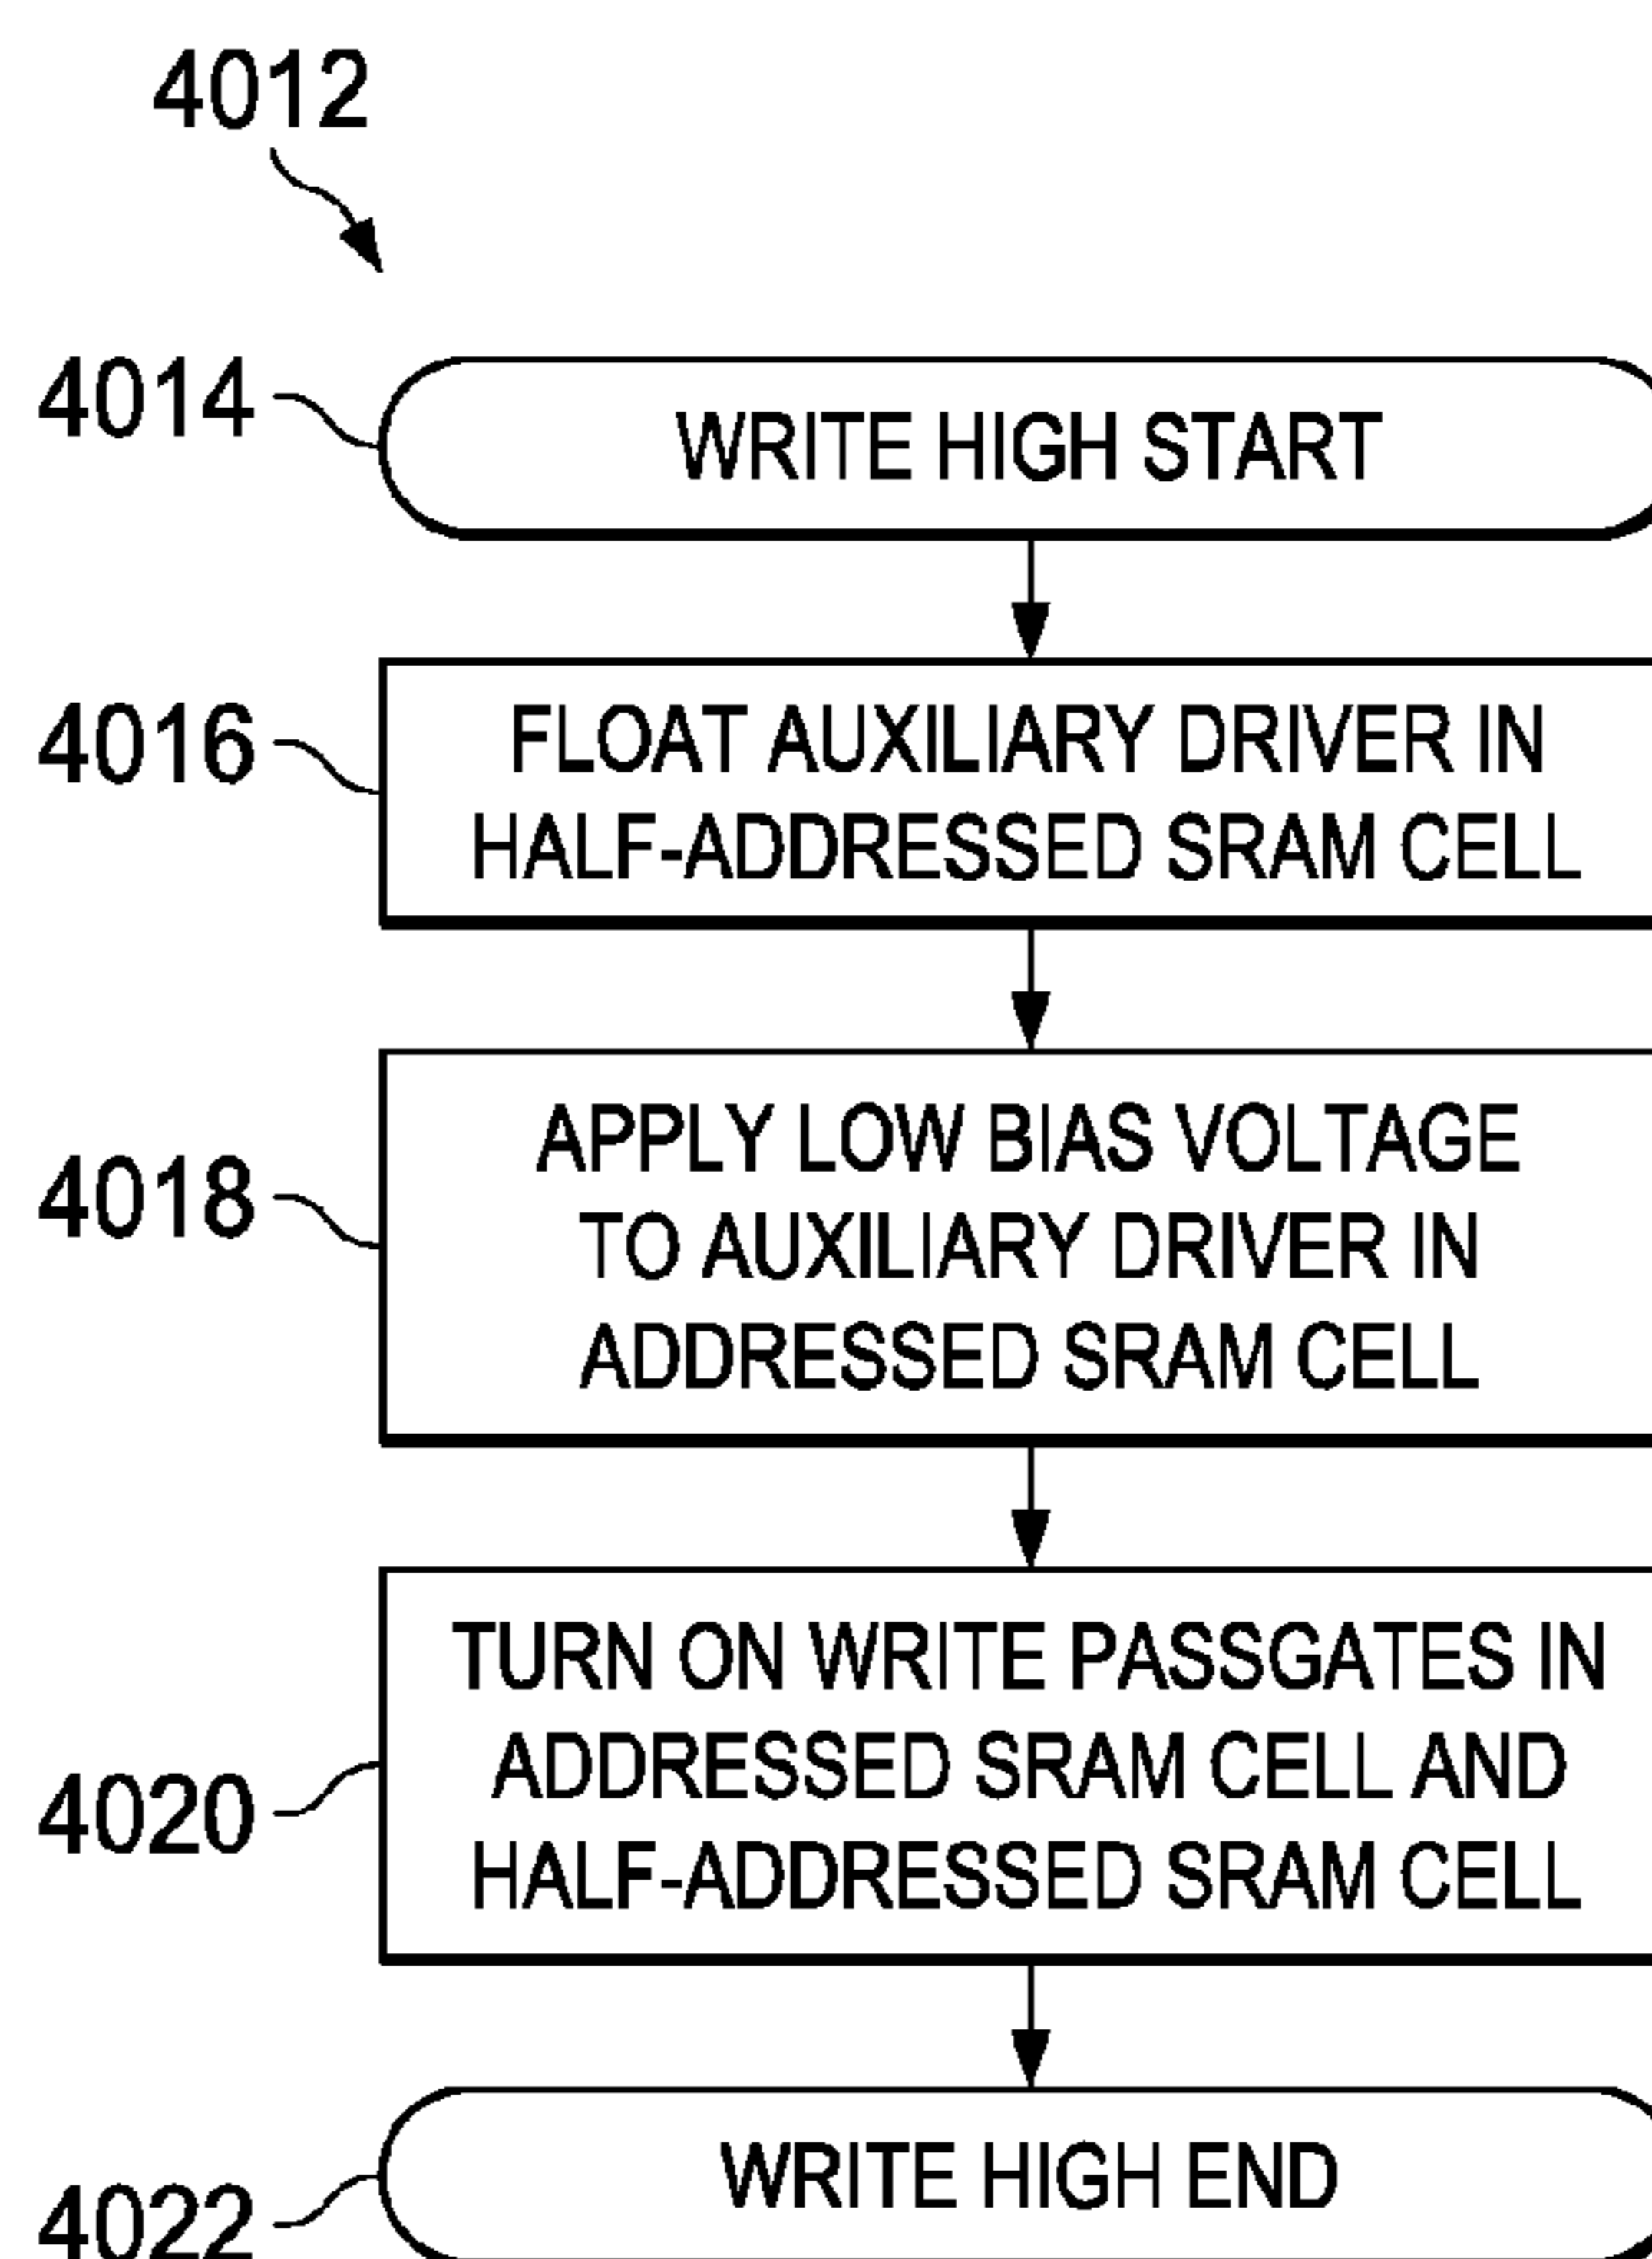 4012
4014
WRITE HIGH START
4016
FLOAT AUXILIARY DRIVER IN
HALF-ADDRESSED SRAM CELL
4018
APPLY LOW BIAS VOLTAGE
TO AUXILIARY DRIVER IN
ADDRESSED SRAM CELL
4020
TURN ON WRITE PASSGATES IN
ADDRESSED SRAM CELL AND
HALF-ADDRESSED SRAM CELL
4022
WRITE HIGH END